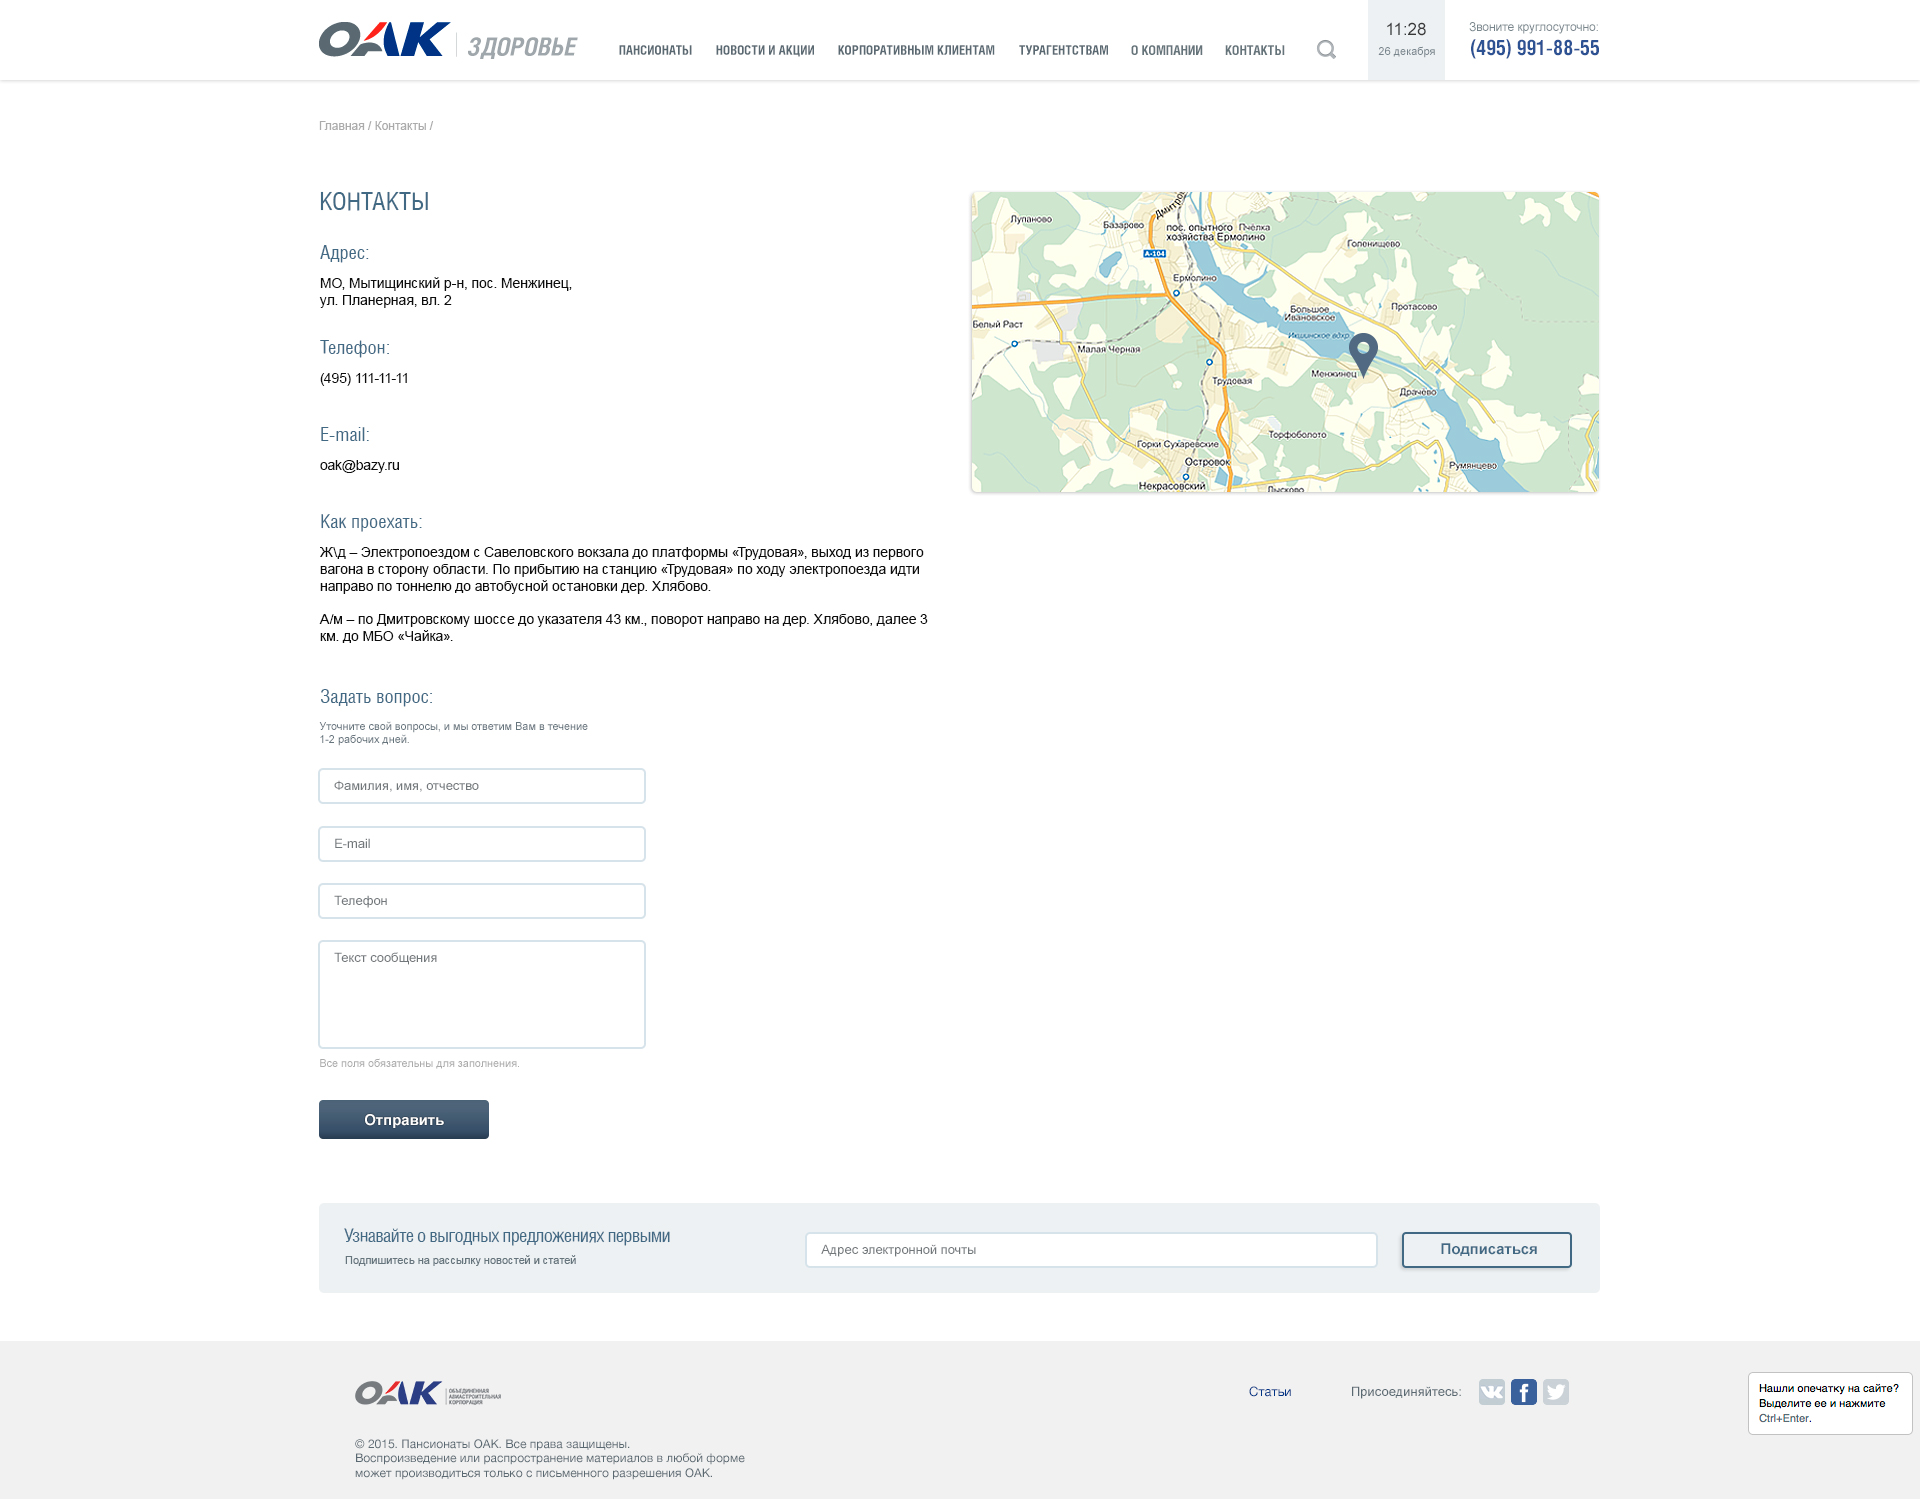 ОАК
ЗДОРОВЬЕ
ПАНСИОНАТЫ
НОВОСТИ И АКЦИИ
КОРПОРАТИВНЫМ КЛИЕНТАМ
ТУРАГЕНТСТВАМ
О КОМПАНИИ
КОНТАКТЫ
11:28
26 декабря
Звоните круглосуточно:
(495) 991-88-55
Главная / Контакты /
КОНТАКТЫ
Адрес:
МО, Мытищинский р-н, пос. Менжинец,
ул. Планерная, вл. 2
Телефон:
(495) 111-11-11
E-mail:
oak@bazy.ru
Как проехать:
Ж\д – Электропоездом с Савеловского вокзала до платформы «Трудовая», выход из первого
вагона в сторону области. По прибытию на станцию «Трудовая» по ходу электропоезда идти
направо по тоннелю до автобусной остановки дер. Хлябово.
А/м – по Дмитровскому шоссе до указателя 43 км., поворот направо на дер. Хлябово, далее 3
км. до МБО «Чайка».
Лупаново
Базарово
пос. опытного
хозяйства Ермолино
Пчёлка
Голенищево
А-104
Ермолино
Большое
Ивановское
Протасово
Белый Раст
Икшинское вдхр.
Малая Черная
Менжинец
Трудовая
Драчёво
Торфоболото
Горки Сухаревские
Островок
Румянцево
Некрасовский
Пысково
Задать вопрос:
Уточните свой вопросы, и мы ответим Вам в течение
1-2 рабочих дней.
Фамилия, имя, отчество
E-mail
Телефон
Текст сообщения
Все поля обязательны для заполнения.
Отправить
Узнавайте о выгодных предложениях первыми
Подпишитесь на рассылку новостей и статей
Адрес электронной почты
Подписаться
ОАК
ОБЪЕДИНЕННАЯ
АВИАСТРОИТЕЛЬНАЯ
КОРПОРАЦИЯ
Статьи
Присоединяйтесь:
Нашли опечатку на сайте?
Выделите ее и нажмите
Ctrl+Enter.
© 2015. Пансионаты ОАК. Все права защищены.
Воспроизведение или распространение материалов в любой форме
может производиться только с письменного разрешения ОАК.